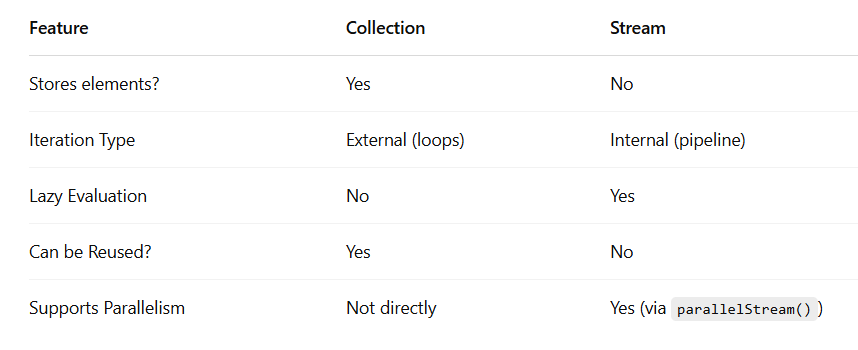 Feature Collection Stream
Stores elements? Yes No
Iteration Type External (loops) Internal (pipeline)
Lazy Evaluation No Yes
Can be Reused? Yes No
Supports Parallelism Not directly Yes (via parallelStream())